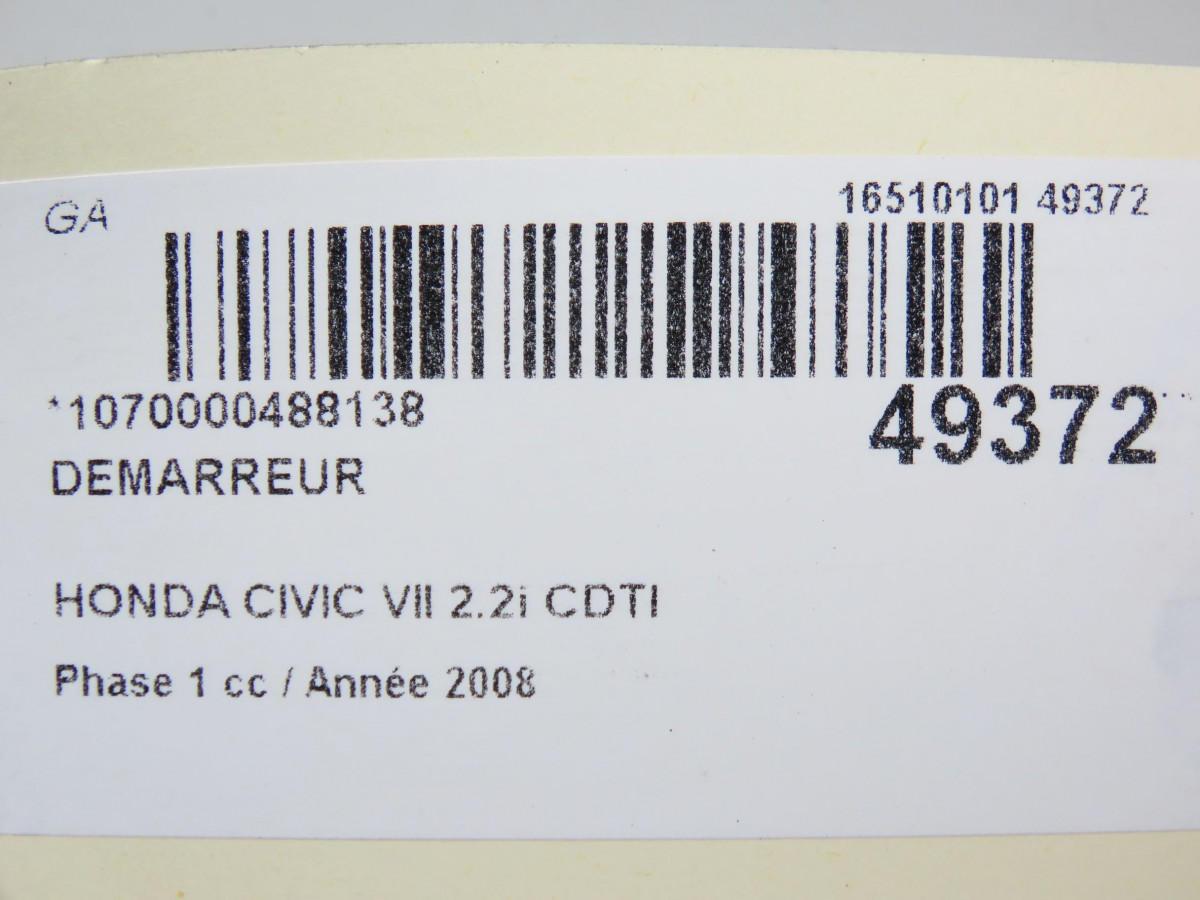 GA
16510101 49372
*1070000488138
49372
DEMARREUR
HONDA CIVIC VII 2.2i CDTI
Phase 1 cc / Année 2008